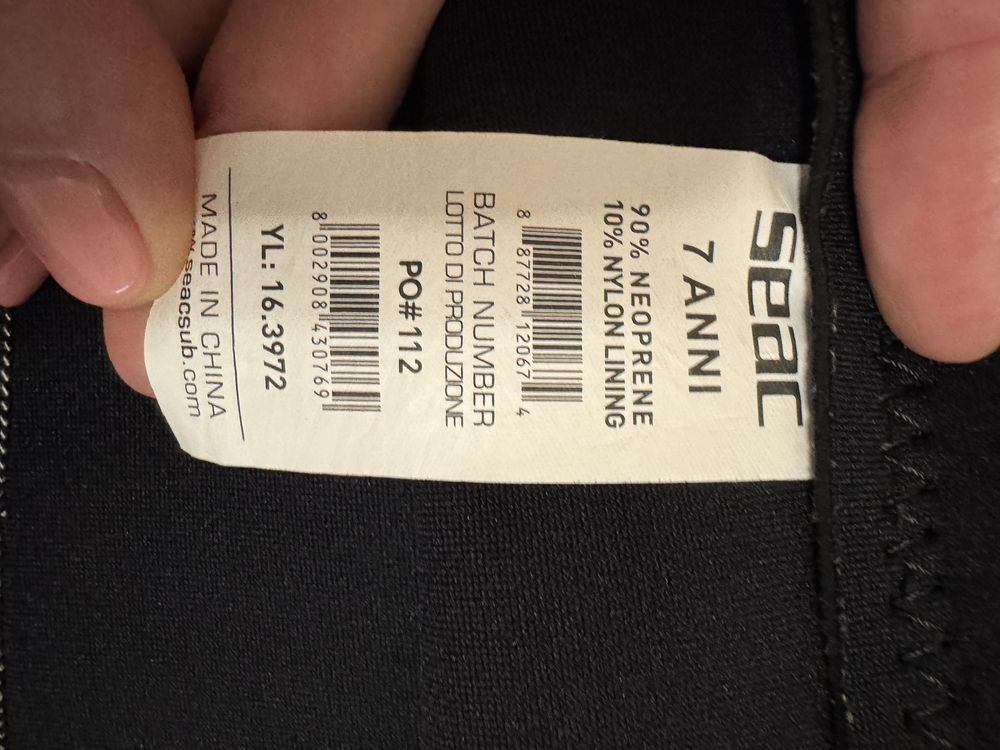 seac
7 ANNI
90% NEOPRENE
10% NYLON LINING
8 87728 12067 4
BATCH NUMBER
LOTTO DI PRODUZIONE
PO#112
8 002908 430769
YL: 16.3972
MADE IN CHINA
seacsub.com